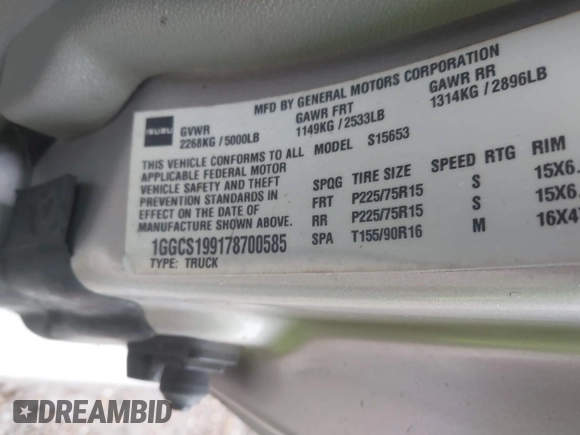 MFD BY GENERAL MOTORS CORPORATION
ISUZU
GVWR GAWR FRT GAWR RR
2268KG / 5000LB 1149KG / 2533LB 1314KG / 2896LB
THIS VEHICLE CONFORMS TO ALL MODEL S15653
APPLICABLE FEDERAL MOTOR
VEHICLE SAFETY AND THEFT SPQG TIRE SIZE SPEED RTG RIM
PREVENTION STANDARDS IN FRT P225/75R15 S 15X6.
EFFECT ON THE DATE OF RR P225/75R15 S 15X6.
MANUFACTURE SHOWN ABOVE. SPA T155/90R16 M 16X4
1GGCS199178700585
TYPE: TRUCK
DREAMBID